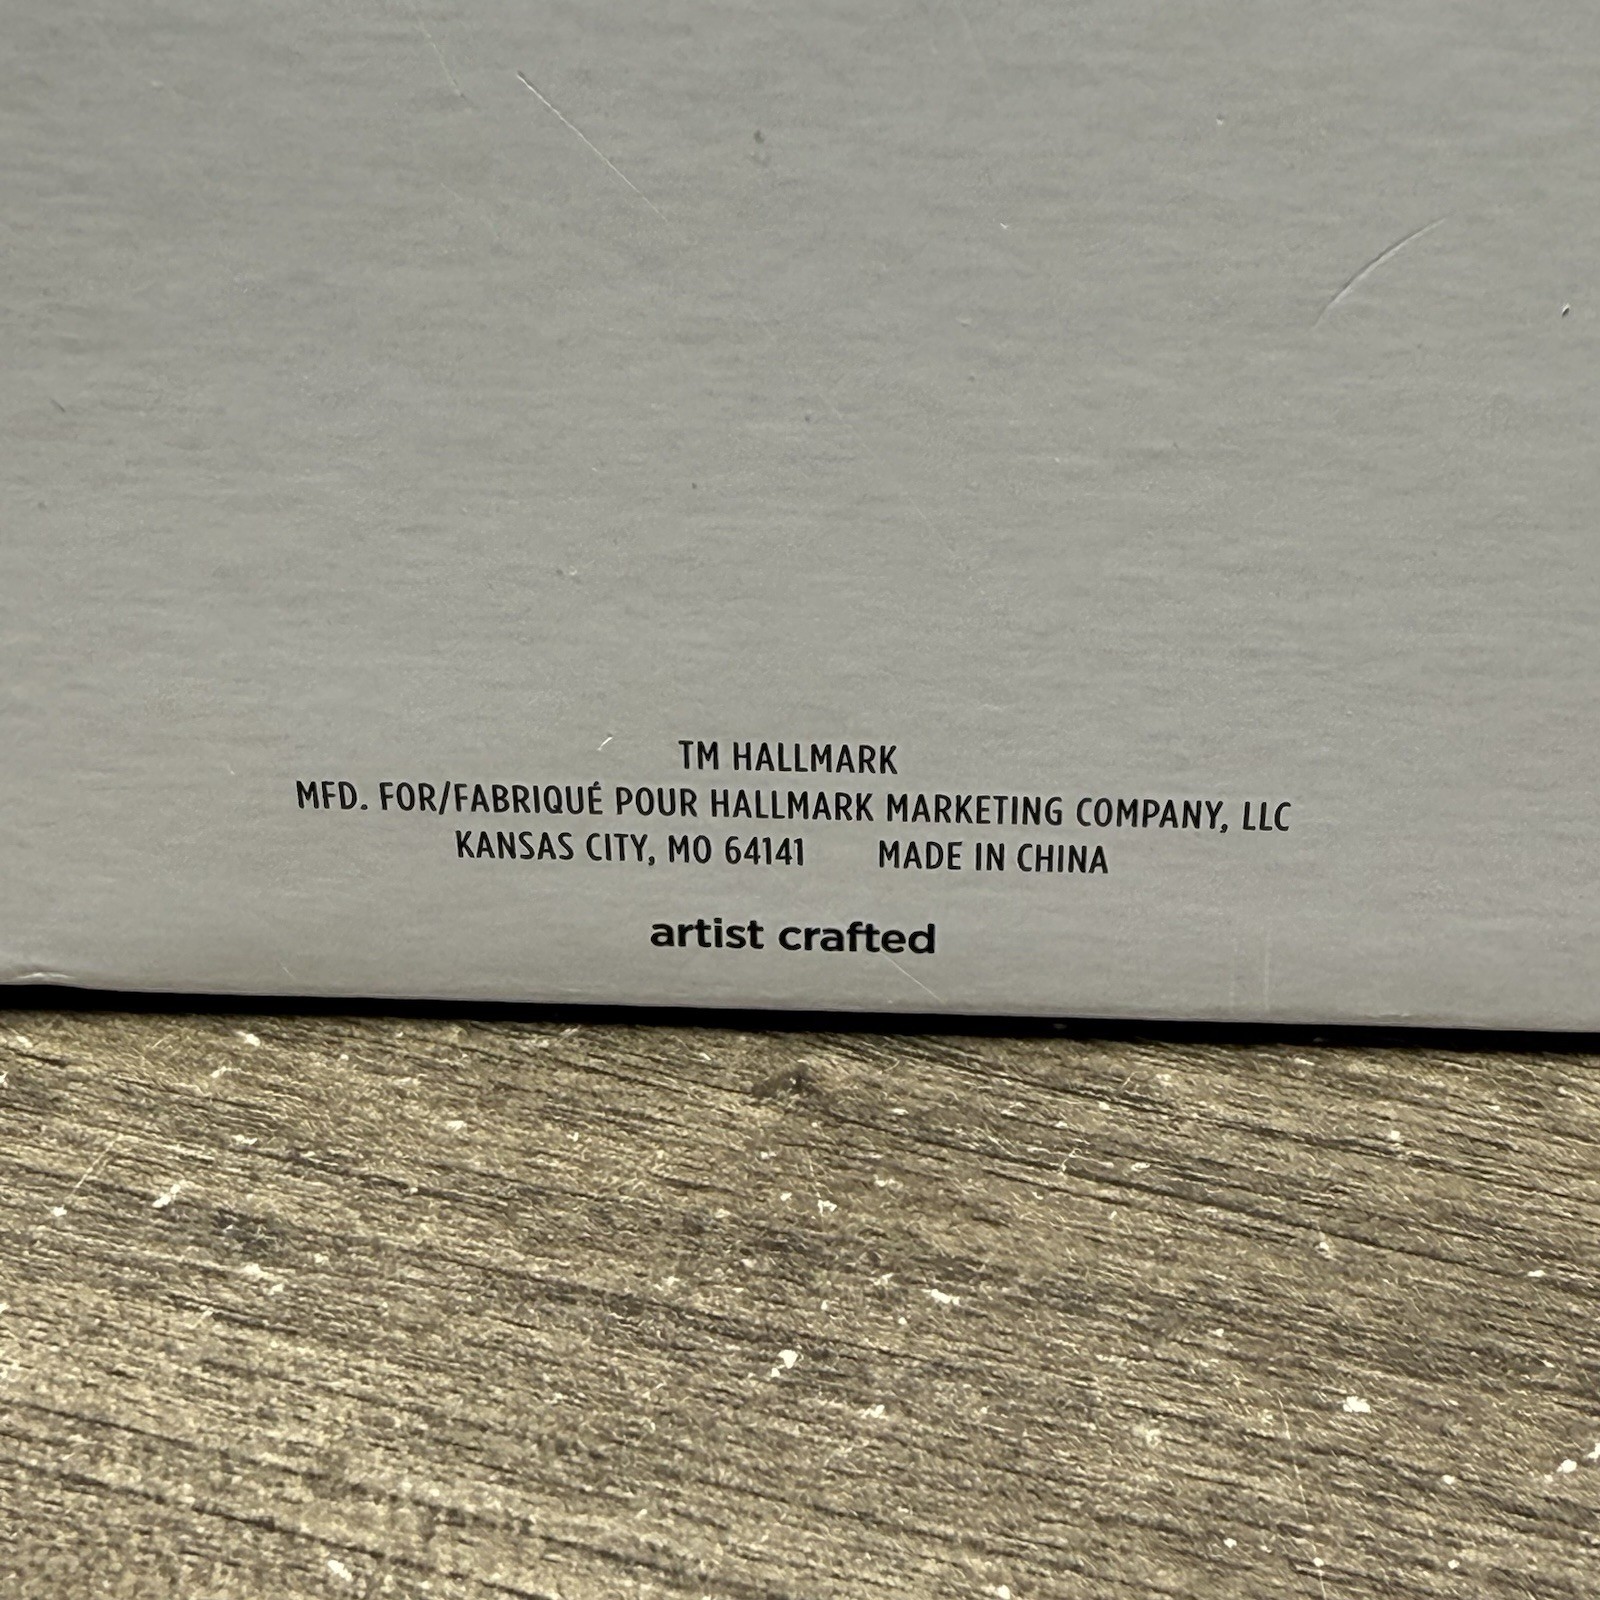 TM HALLMARK
MFD. FOR/FABRIQUÉ POUR HALLMARK MARKETING COMPANY, LLC
KANSAS CITY, MO 64141 MADE IN CHINA
artist crafted